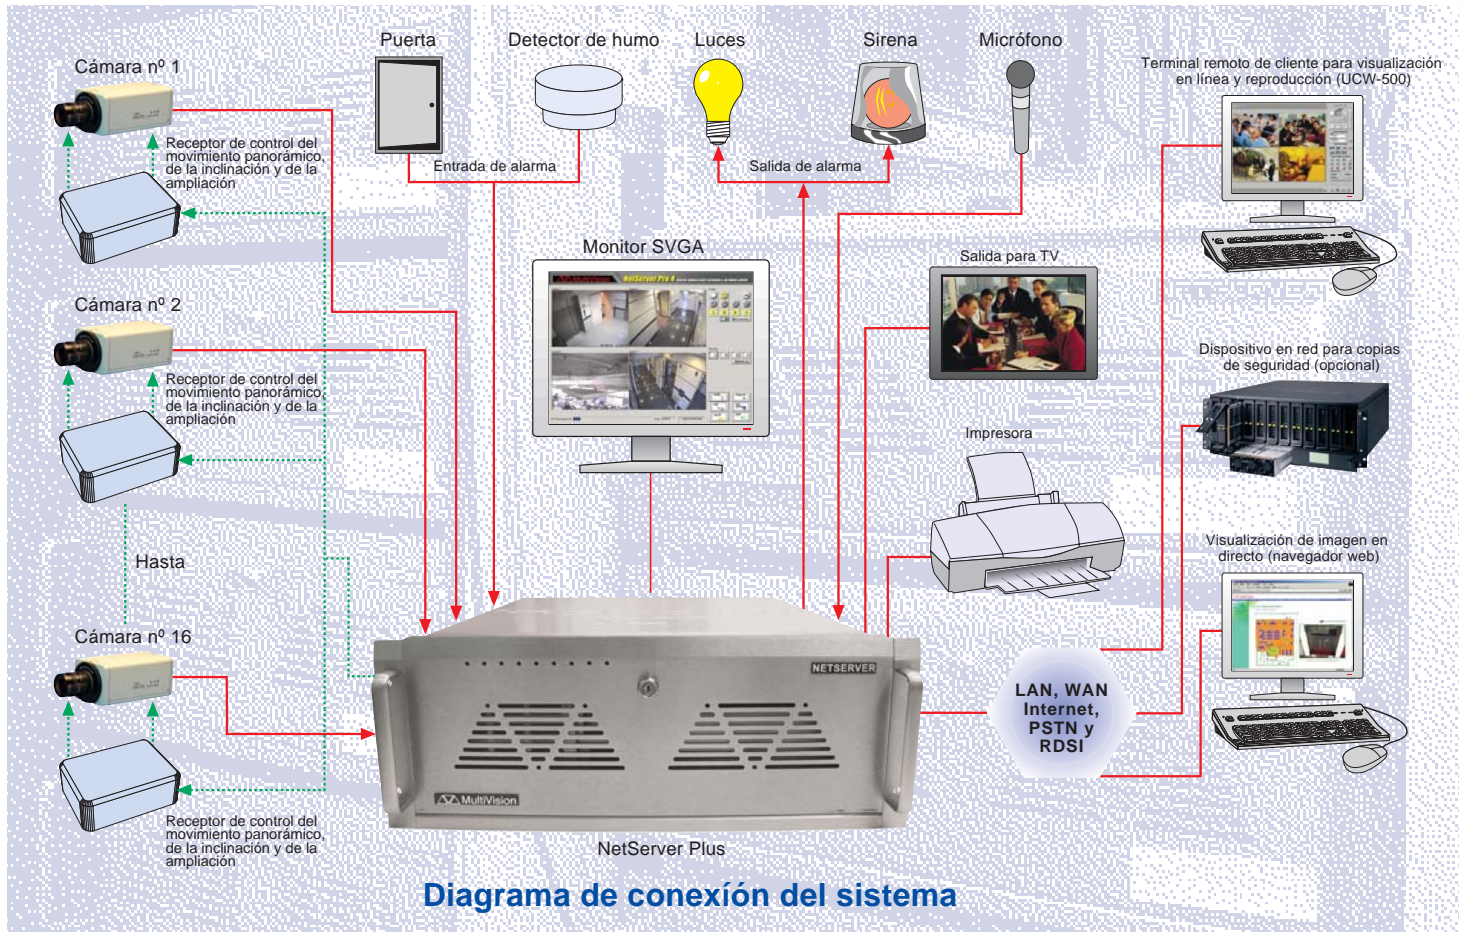 Puerta
Detector de humo
Luces
Sirena
Micrófono
Cámara nº 1
Terminal remoto de cliente para visualización
en línea y reproducción (UCW-500)
Receptor de control del
movimiento panorámico,
de la inclinación y de la
ampliación
Entrada de alarma
Salida de alarma
Monitor SVGA
NetServer Pro 4
Salida para TV
Cámara nº 2
Receptor de control del
movimiento panorámico,
de la inclinación y de la
ampliación
Dispositivo en red para copias
de seguridad (opcional)
Impresora
Hasta
Visualización de imagen en
directo (navegador web)
Cámara nº 16
NETSERVER
LAN, WAN
Internet,
PSTN y
RDSI
MultiVision
Receptor de control del
movimiento panorámico,
de la inclinación y de la
ampliación
NetServer Plus
Diagrama de conexíón del sistema